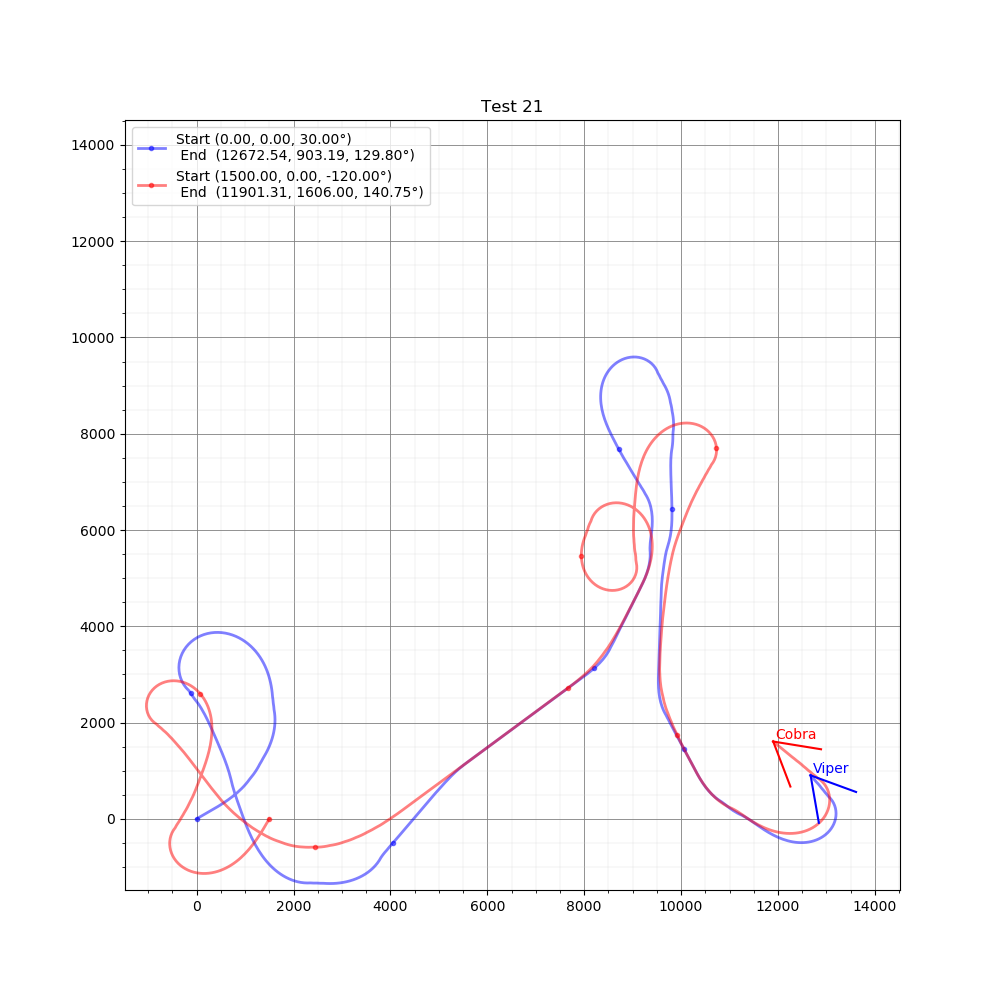 Test 21
Start (0.00, 0.00, 30.00°)
End (12672.54, 903.19, 129.80°)
Start (1500.00, 0.00, -120.00°)
End (11901.31, 1606.00, 140.75°)
14000
12000
10000
8000
6000
4000
2000
0
Cobra
Viper
0 2000 4000 6000 8000 10000 12000 14000